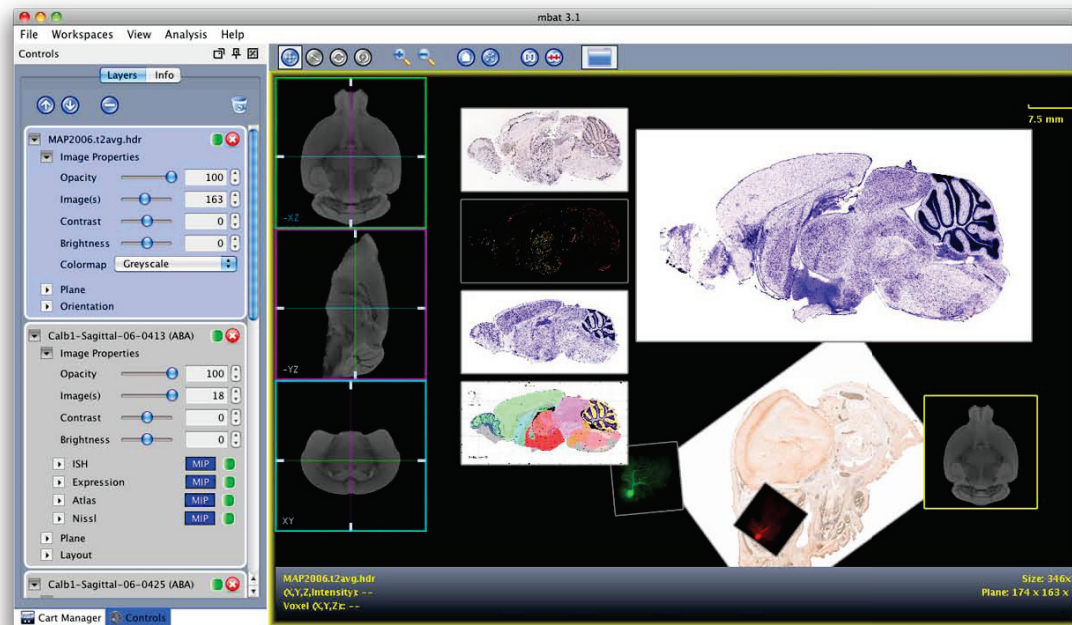 mbat 3.1
File Workspaces View Analysis Help
Controls
Layers Info
MAP2006.t2avg.hdr
Image Properties
Opacity 100
Image(s) 163
Contrast 0
Brightness 0
Colormap Greyscale
Plane
Orientation
Calb1-Sagittal-06-0413 (ABA)
Image Properties
Opacity 100
Image(s) 18
Contrast 0
Brightness 0
ISH MIP
Expression MIP
Atlas MIP
Nissl MIP
Plane
Layout
Calb1-Sagittal-06-0425 (ABA)
Cart Manager Controls
-XZ
-YZ
XY
7.5 mm
MAP2006.t2avg.hdr
(X,Y,Z,Intensity): --
Voxel (X,Y,Z): --
Size: 346x
Plane: 174 x 163 x